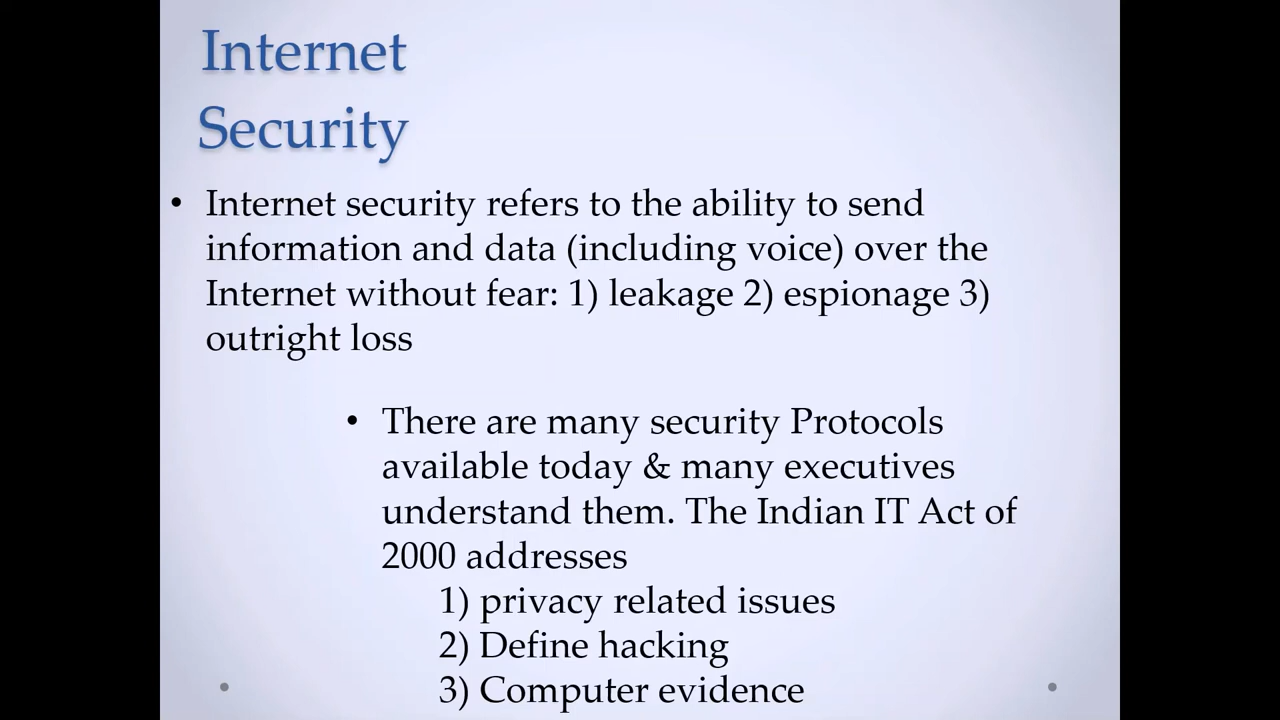 Internet
Security
• Internet security refers to the ability to send
information and data (including voice) over the
Internet without fear: 1) leakage 2) espionage 3)
outright loss
• There are many security Protocols
available today & many executives
understand them. The Indian IT Act of
2000 addresses
1) privacy related issues
2) Define hacking
3) Computer evidence